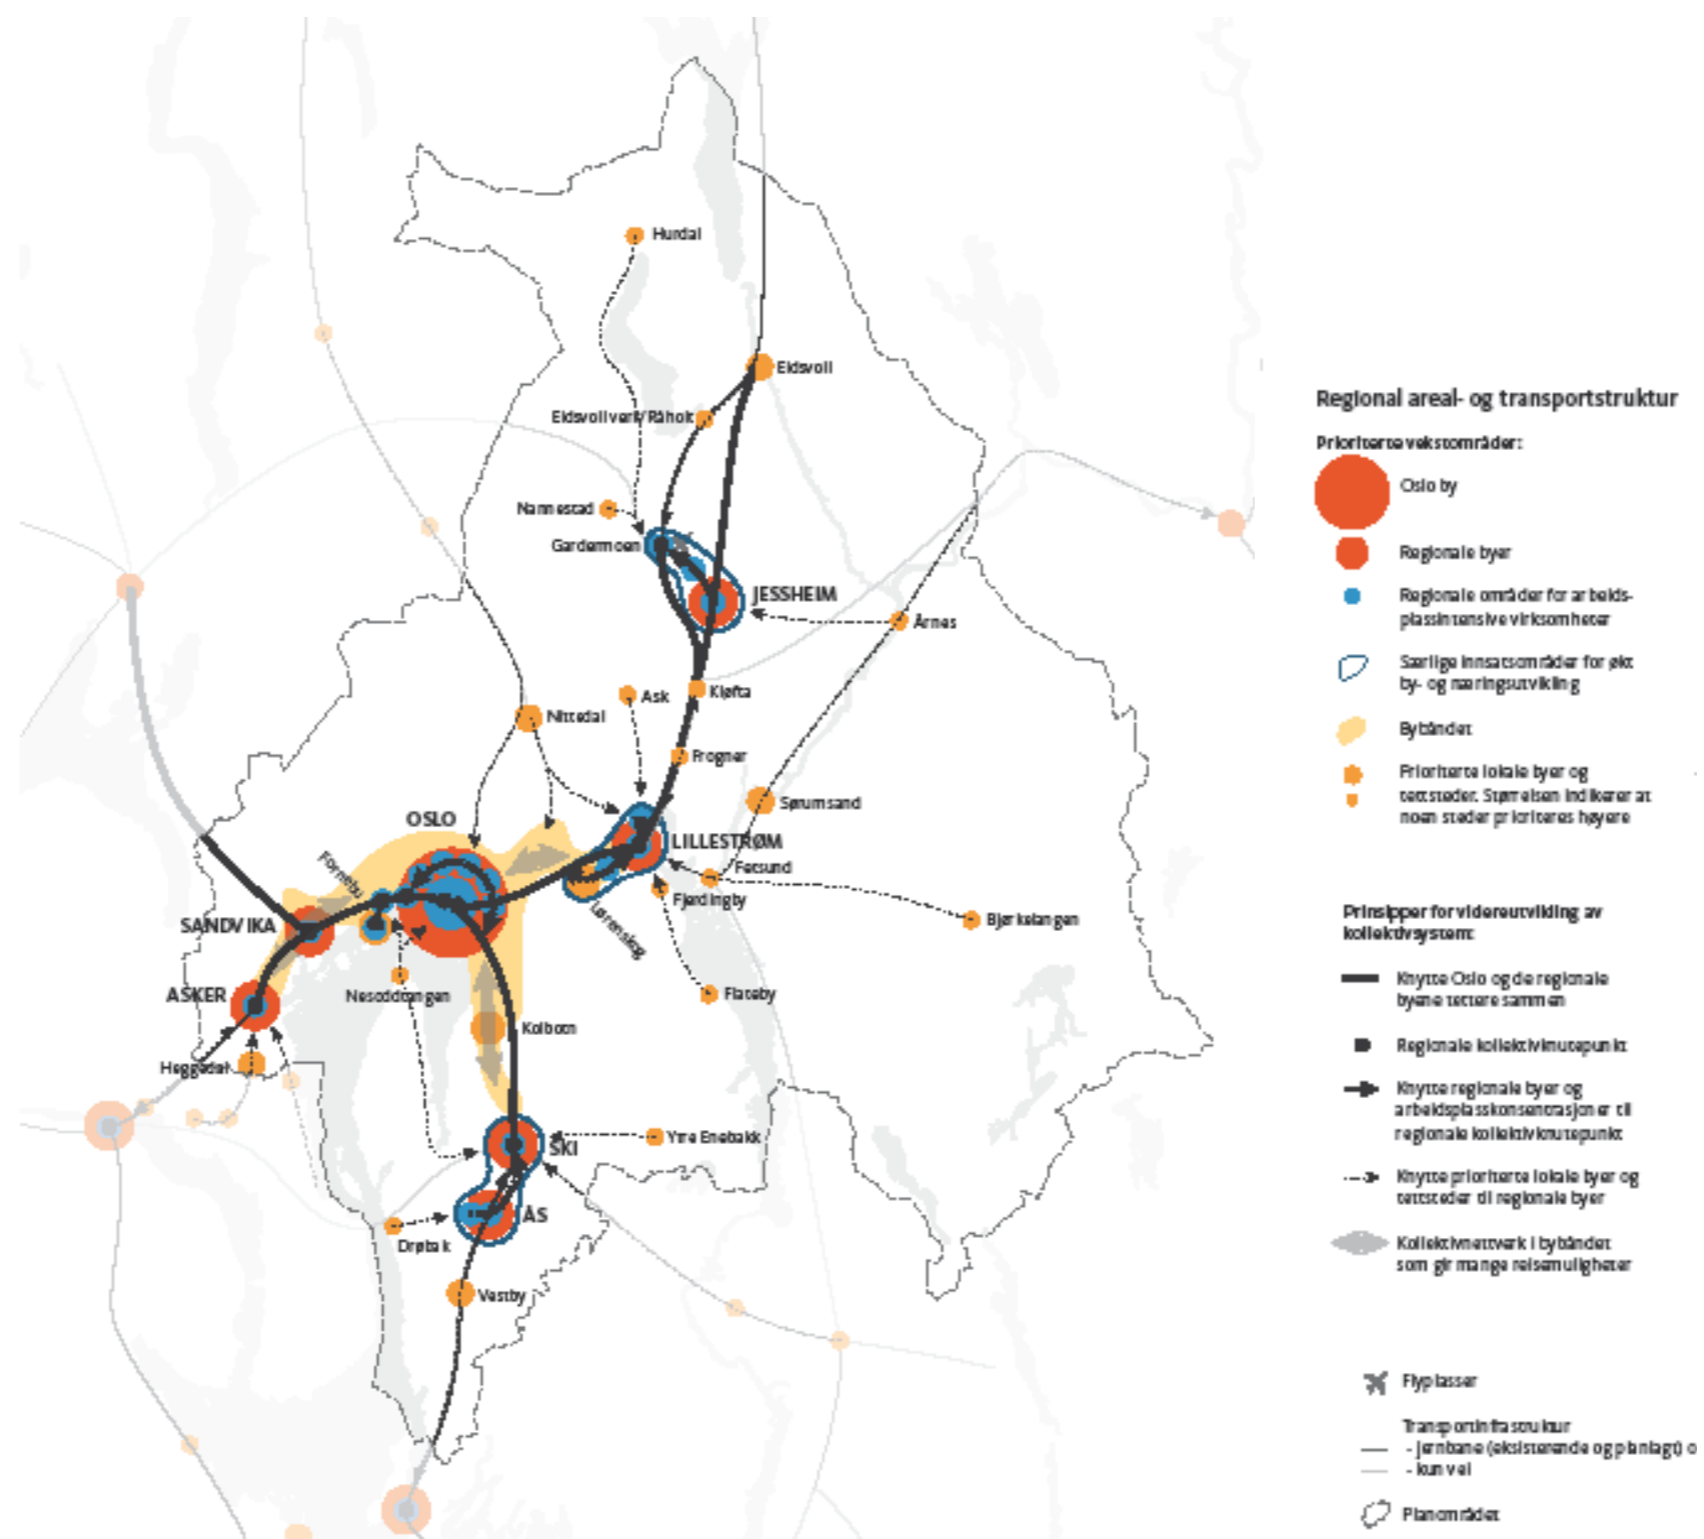 Hurdal
Eidsvoll
Eidsvoll verk/Råholt
Nannestad
Gardermoen
JESSHEIM
Årnes
Ask
Kløfta
Nittedal
Frogner
Sørumsand
OSLO
LILLESTRØM
Fornebu
Fetsund
Fjerdingby
SANDVIKA
Lørenskog
Bjørkelangen
ASKER
Nesoddtangen
Flateby
Kolbotn
Heggedal
Ytre Enebakk
SKI
ÅS
Drøbak
Vestby
Regional areal- og transportstruktur
Prioriterte vekstområder:
Oslo by
Regionale byer
Regionale områder for arbeids-
plassintensive virksomheter
Særlige innsatsområder for økt
by- og næringsutvikling
Bybåndet
Prioriterte lokale byer og
tettsteder. Størrelsen indikerer at
noen steder prioriteres høyere
Prinsipper for videreutvikling av
kollektivsystem:
Knytte Oslo og de regionale
byene tettere sammen
Regionale kollektivknutepunkt
Knytte regionale byer og
arbeidsplasskonsentrasjoner til
regionale kollektivknutepunkt
Knytte prioriterte lokale byer og
tettsteder til regionale byer
Kollektivnettverk i bybåndet
som gir mange reisemuligheter
Flyplasser
Transportinfrastruktur
- jernbane (eksisterende og planlagt) o
- kun vei
Planområdet